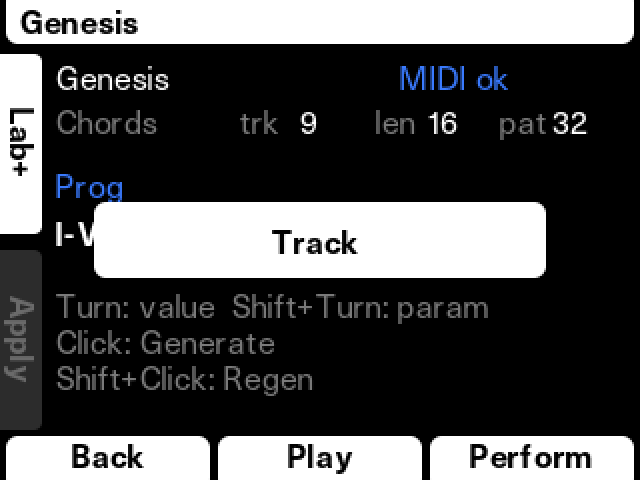 Genesis
Lab+
Apply
Genesis MIDI ok
Chords trk 9 len 16 pat 32
Prog
Track
Turn: value Shift+Turn: param
Click: Generate
Shift+Click: Regen
Back Play Perform